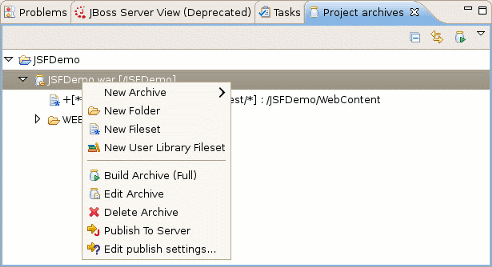 Problems JBoss Server View (Deprecated) Tasks Project archives
JSFDemo
JSFDemo.war [/JSFDemo]
+[* est/*] : /JSFDemo/WebContent
WE
New Archive
New Folder
New Fileset
New User Library Fileset
Build Archive (Full)
Edit Archive
Delete Archive
Publish To Server
Edit publish settings...